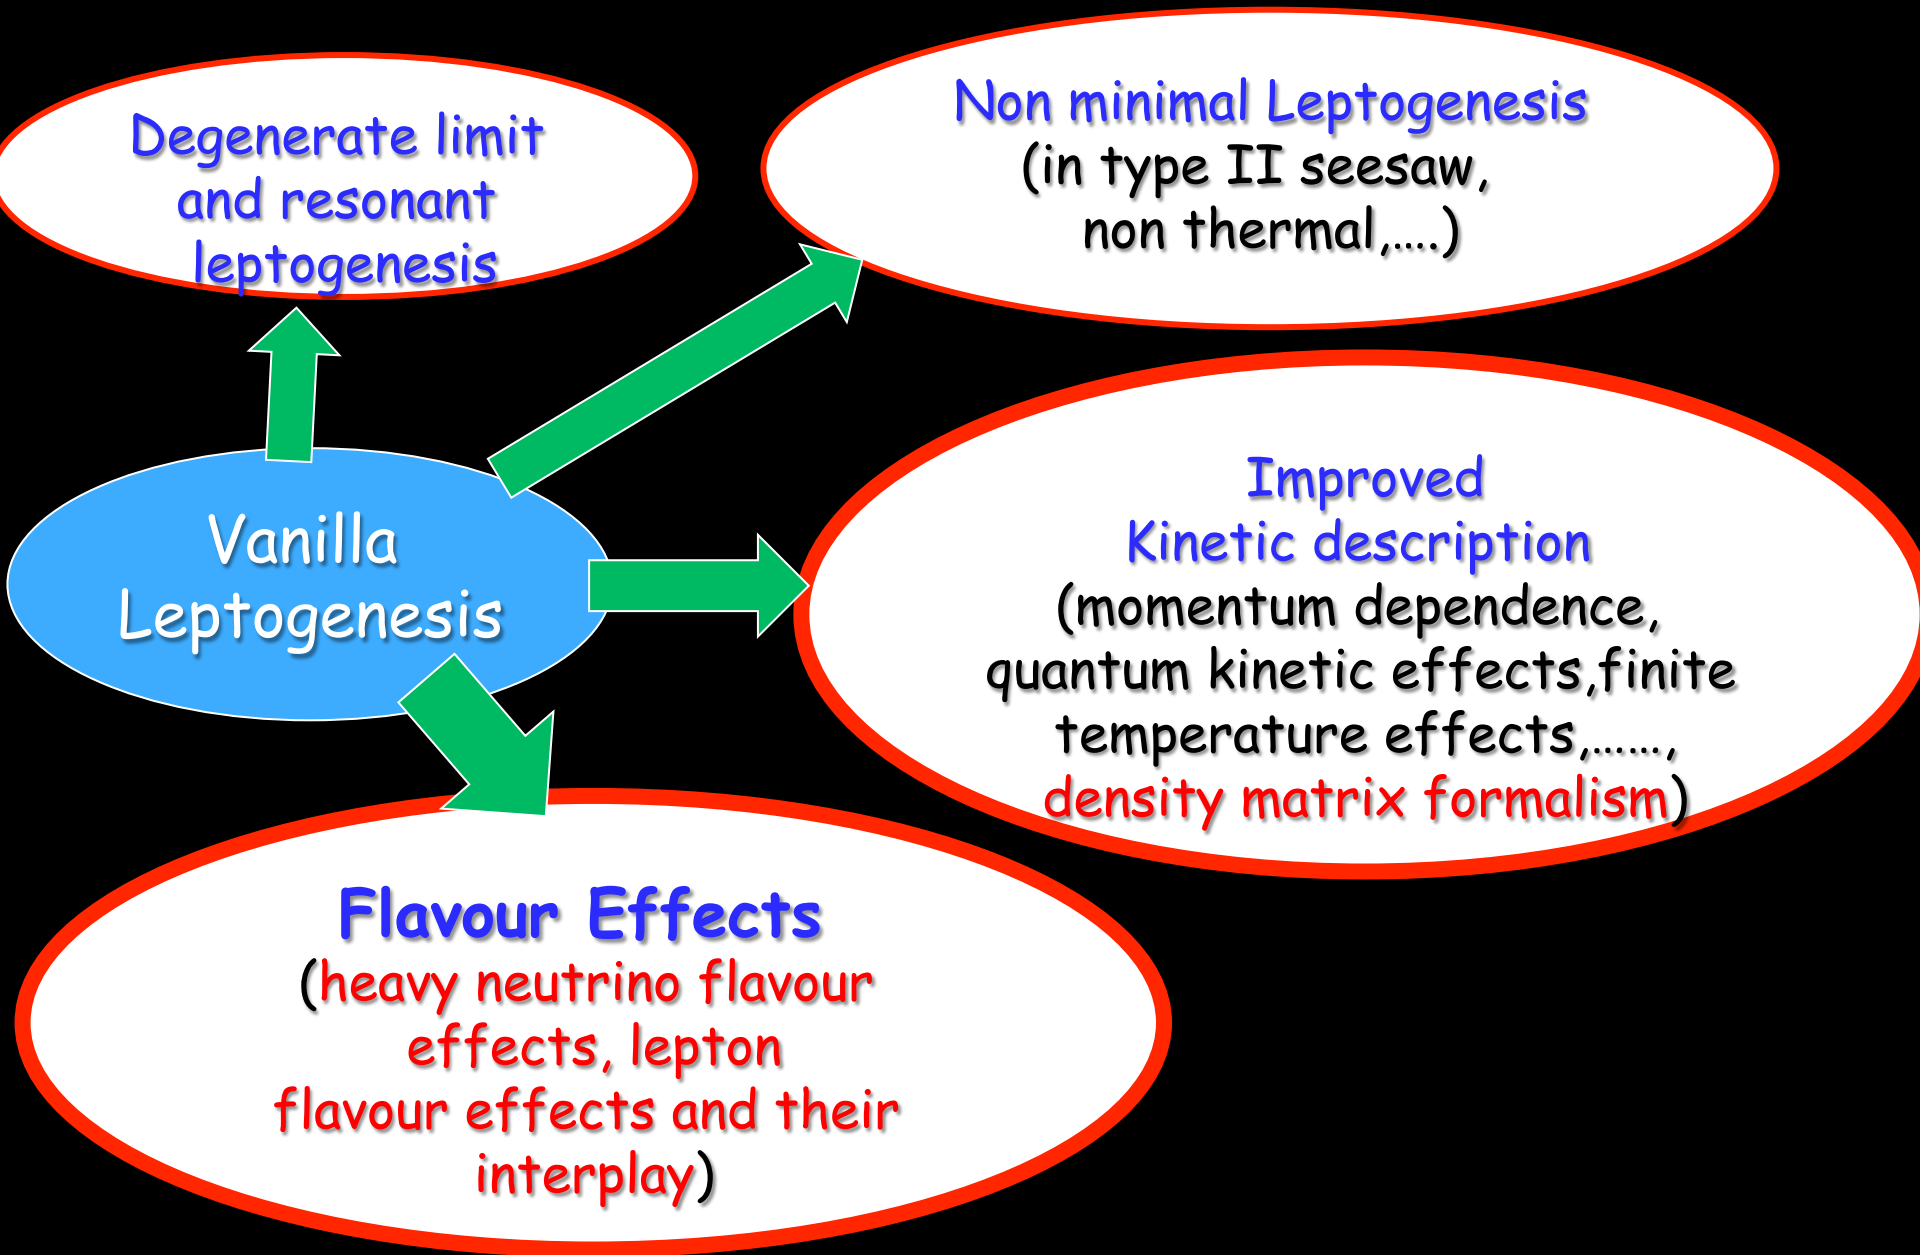 Degenerate limit
and resonant
leptogenesis
Non minimal Leptogenesis
(in type II seesaw,
non thermal,....)
Vanilla
Leptogenesis
Improved
Kinetic description
(momentum dependence,
quantum kinetic effects,finite
temperature effects,……,
density matrix formalism)
Flavour Effects
(heavy neutrino flavour
effects, lepton
flavour effects and their
interplay)